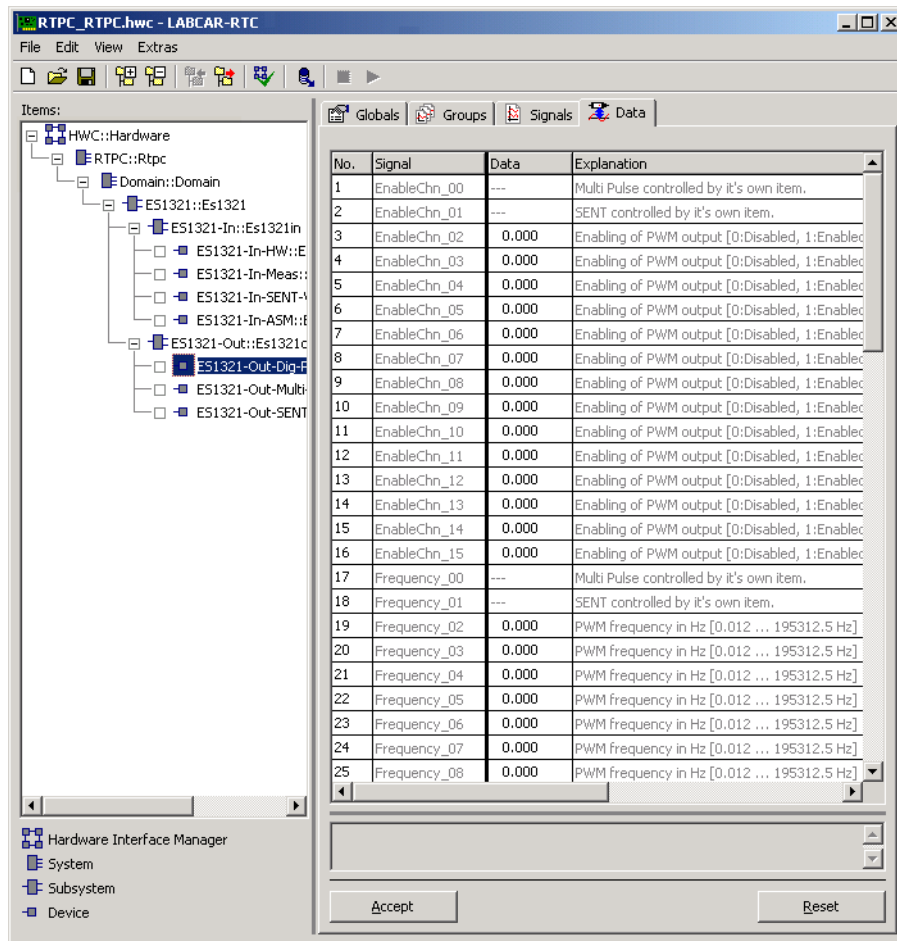 RTPC_RTPC.hwc - LABCAR-RTC
File Edit View Extras
Items:
HWC::Hardware
RTPC::Rtpc
Domain::Domain
ES1321::Es1321
ES1321-In::Es1321in
ES1321-In-HW::E
ES1321-In-Meas::
ES1321-In-SENT-
ES1321-In-ASM::
ES1321-Out::Es1321
ES1321-Out-Dig-
ES1321-Out-Multi-
ES1321-Out-SENT
Hardware Interface Manager
System
Subsystem
Device
Globals Groups Signals Data
No. Signal Data Explanation
1 EnableChn_00 --- Multi Pulse controlled by it's own item.
2 EnableChn_01 --- SENT controlled by it's own item.
3 EnableChn_02 0.000 Enabling of PWM output [0:Disabled, 1:Enabled
4 EnableChn_03 0.000 Enabling of PWM output [0:Disabled, 1:Enabled
5 EnableChn_04 0.000 Enabling of PWM output [0:Disabled, 1:Enabled
6 EnableChn_05 0.000 Enabling of PWM output [0:Disabled, 1:Enabled
7 EnableChn_06 0.000 Enabling of PWM output [0:Disabled, 1:Enabled
8 EnableChn_07 0.000 Enabling of PWM output [0:Disabled, 1:Enabled
9 EnableChn_08 0.000 Enabling of PWM output [0:Disabled, 1:Enabled
10 EnableChn_09 0.000 Enabling of PWM output [0:Disabled, 1:Enabled
11 EnableChn_10 0.000 Enabling of PWM output [0:Disabled, 1:Enabled
12 EnableChn_11 0.000 Enabling of PWM output [0:Disabled, 1:Enabled
13 EnableChn_12 0.000 Enabling of PWM output [0:Disabled, 1:Enabled
14 EnableChn_13 0.000 Enabling of PWM output [0:Disabled, 1:Enabled
15 EnableChn_14 0.000 Enabling of PWM output [0:Disabled, 1:Enabled
16 EnableChn_15 0.000 Enabling of PWM output [0:Disabled, 1:Enabled
17 Frequency_00 --- Multi Pulse controlled by it's own item.
18 Frequency_01 --- SENT controlled by it's own item.
19 Frequency_02 0.000 PWM frequency in Hz [0.012 ... 195312.5 Hz]
20 Frequency_03 0.000 PWM frequency in Hz [0.012 ... 195312.5 Hz]
21 Frequency_04 0.000 PWM frequency in Hz [0.012 ... 195312.5 Hz]
22 Frequency_05 0.000 PWM frequency in Hz [0.012 ... 195312.5 Hz]
23 Frequency_06 0.000 PWM frequency in Hz [0.012 ... 195312.5 Hz]
24 Frequency_07 0.000 PWM frequency in Hz [0.012 ... 195312.5 Hz]
25 Frequency_08 0.000 PWM frequency in Hz [0.012 ... 195312.5 Hz]
Accept Reset